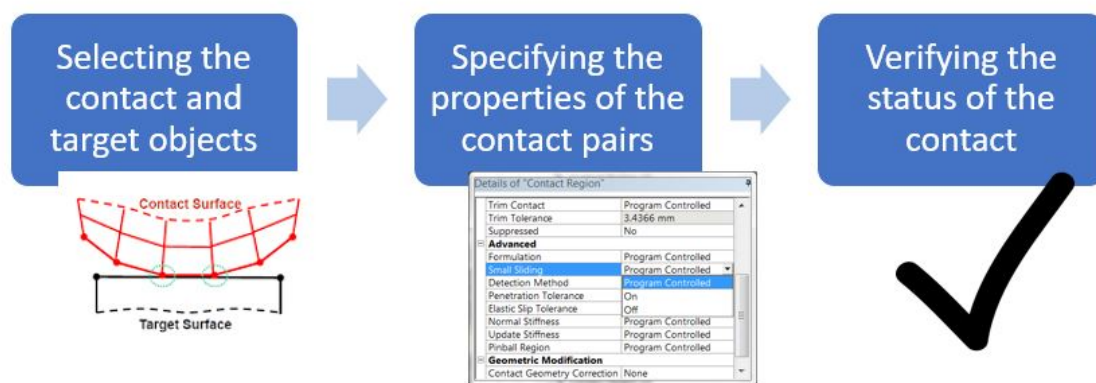 Selecting the
contact and
target objects
Specifying the
properties of the
contact pairs
Verifying the
status of the
contact
Contact Surface
Target Surface
Details of "Contact Region"
Trim Contact Program Controlled
Trim Tolerance 3.4366 mm
Suppressed No
Advanced
Formulation Program Controlled
Small Sliding Program Controlled
Detection Method Program Controlled
Penetration Tolerance On
Elastic Slip Tolerance Off
Normal Stiffness Program Controlled
Update Stiffness Program Controlled
Pinball Region Program Controlled
Geometric Modification
Contact Geometry Correction None